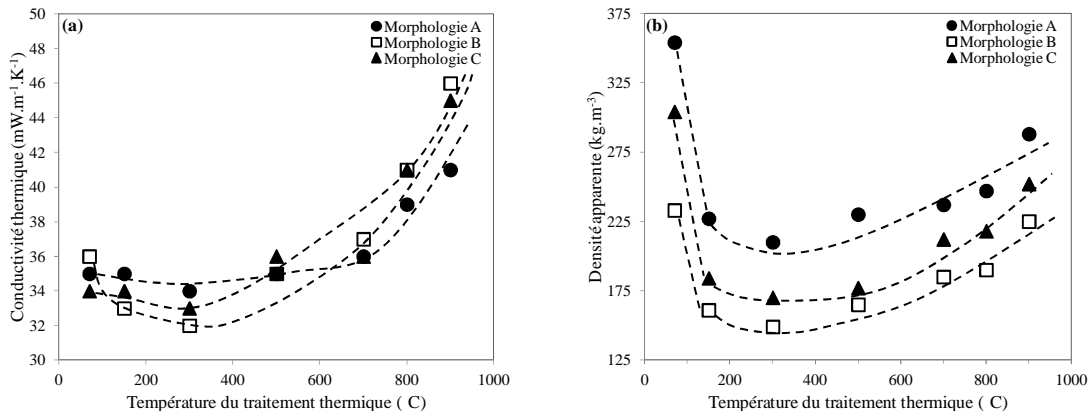 (a)
Morphologie A
Morphologie B
Morphologie C
50
48
46
44
42
40
38
36
34
32
30
0
200
400
600
800
1000
Conductivité thermique (mW.m-1.K-1)
Température du traitement thermique ( C)
(b)
Morphologie A
Morphologie B
Morphologie C
375
325
275
225
175
125
0
200
400
600
800
1000
Densité apparente (kg.m-3)
Température du traitement thermique ( C)